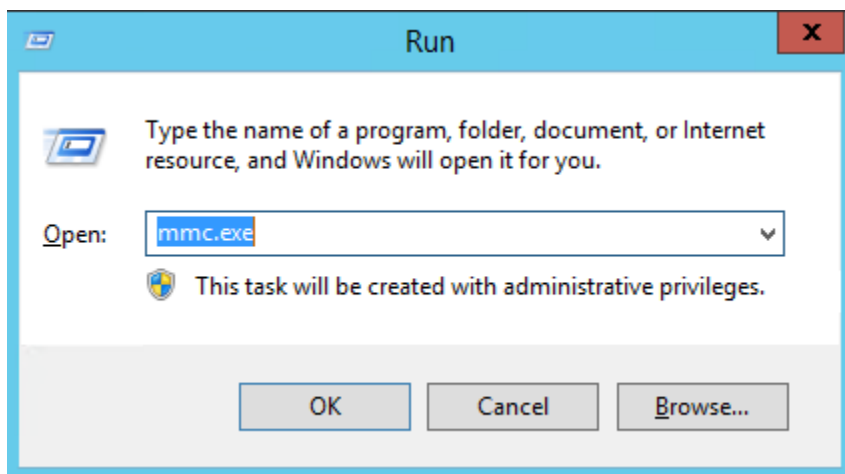 Run
x
Type the name of a program, folder, document, or Internet
resource, and Windows will open it for you.
Open:
mmc.exe
This task will be created with administrative privileges.
OK
Cancel
Browse...